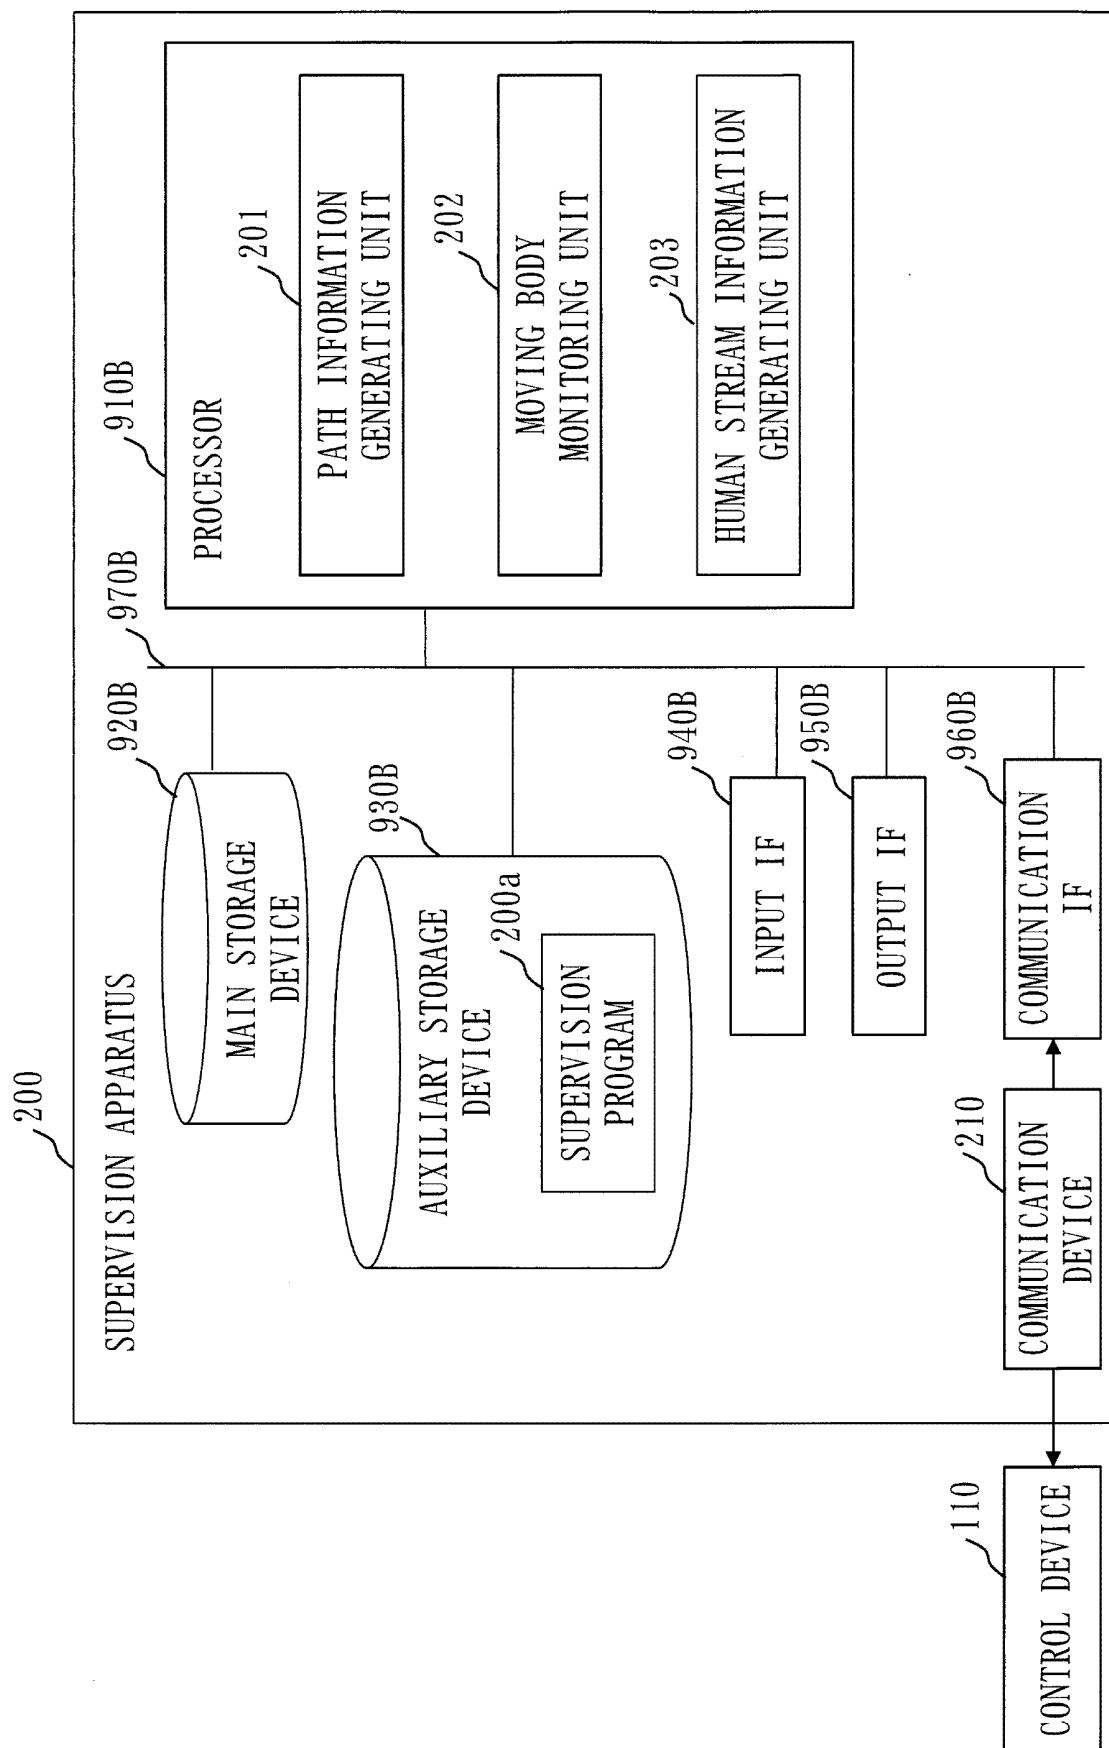 200
SUPERVISION APPARATUS
920B
MAIN STORAGE
DEVICE
970B
910B
PROCESSOR
201
PATH INFORMATION
GENERATING UNIT
202
MOVING BODY
MONITORING UNIT
203
HUMAN STREAM INFORMATION
GENERATING UNIT
930B
AUXILIARY STORAGE
DEVICE
200a
SUPERVISION
PROGRAM
940B
INPUT IF
950B
OUTPUT IF
960B
COMMUNICATION
IF
210
COMMUNICATION
DEVICE
110
CONTROL DEVICE